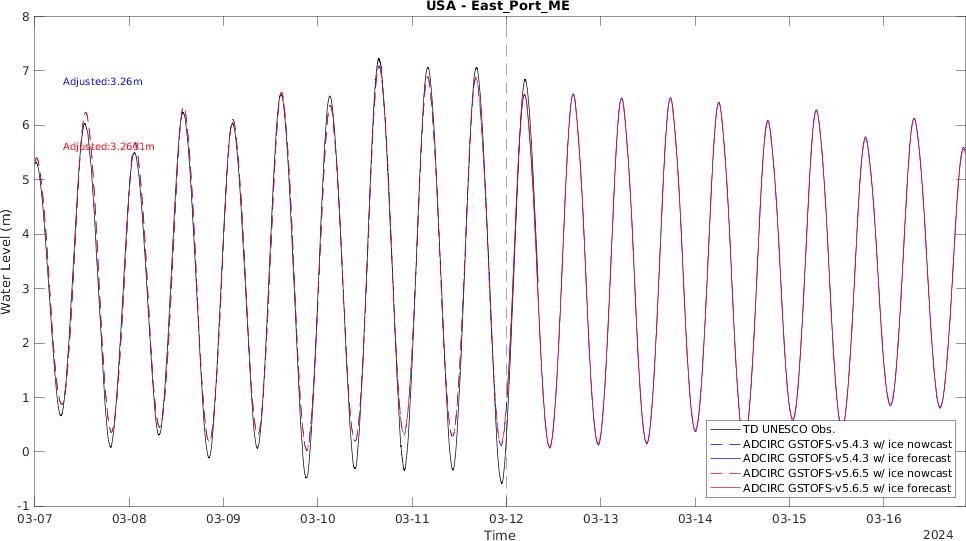 USA - East_Port_ME
8
7
6
5
4
3
2
1
0
-1
Water Level (m)
Adjusted:3.26m
Adjusted:3.2631m
TD UNESCO Obs.
ADCIRC GSTOFS-v5.4.3 w/ ice nowcast
ADCIRC GSTOFS-v5.4.3 w/ ice forecast
ADCIRC GSTOFS-v5.6.5 w/ ice nowcast
ADCIRC GSTOFS-v5.6.5 w/ ice forecast
03-07 03-08 03-09 03-10 03-11 03-12 03-13 03-14 03-15 03-16
Time
2024